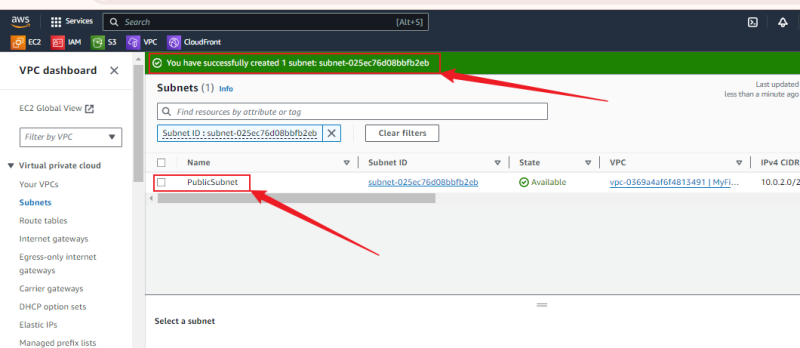 aws
Services
Search
[Alt+S]
EC2
IAM
S3
VPC
CloudFront
VPC dashboard
EC2 Global View
Filter by VPC
Virtual private cloud
Your VPCs
Subnets
Route tables
Internet gateways
Egress-only internet
gateways
Carrier gateways
DHCP option sets
Elastic IPs
Managed prefix lists
You have successfully created 1 subnet: subnet-025ec76d08bbfb2eb
Subnets (1) Info
Last updated
less than a minute ago
Find resources by attribute or tag
Subnet ID : subnet-025ec76d08bbfb2eb
Clear filters
Name
Subnet ID
State
VPC
IPv4 CIDR
PublicSubnet
subnet-025ec76d08bbfb2eb
Available
vpc-0369a4af6f4813491 | MyFi...
10.0.2.0/2
Select a subnet